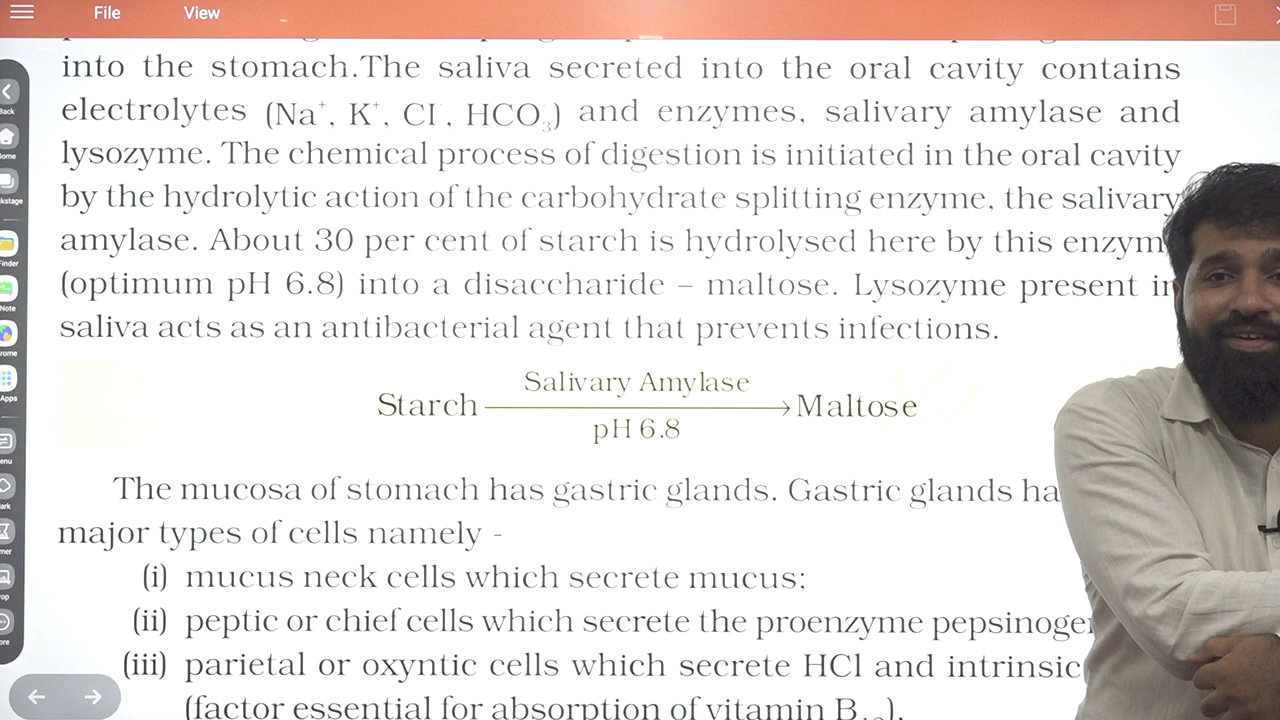 File View
into the stomach.The saliva secreted into the oral cavity contains
electrolytes (Na⁺, K⁺, Cl⁻, HCO₃⁻) and enzymes, salivary amylase and
lysozyme. The chemical process of digestion is initiated in the oral cavity
by the hydrolytic action of the carbohydrate splitting enzyme, the salivary
amylase. About 30 per cent of starch is hydrolysed here by this enzym
(optimum pH 6.8) into a disaccharide – maltose. Lysozyme present in
saliva acts as an antibacterial agent that prevents infections.
Salivary Amylase
Starch → Maltose
pH 6.8
The mucosa of stomach has gastric glands. Gastric glands ha
major types of cells namely -
(i) mucus neck cells which secrete mucus;
(ii) peptic or chief cells which secrete the proenzyme pepsinoge
(iii) parietal or oxyntic cells which secrete HCl and intrinsic
(factor essential for absorption of vitamin B₁₂).